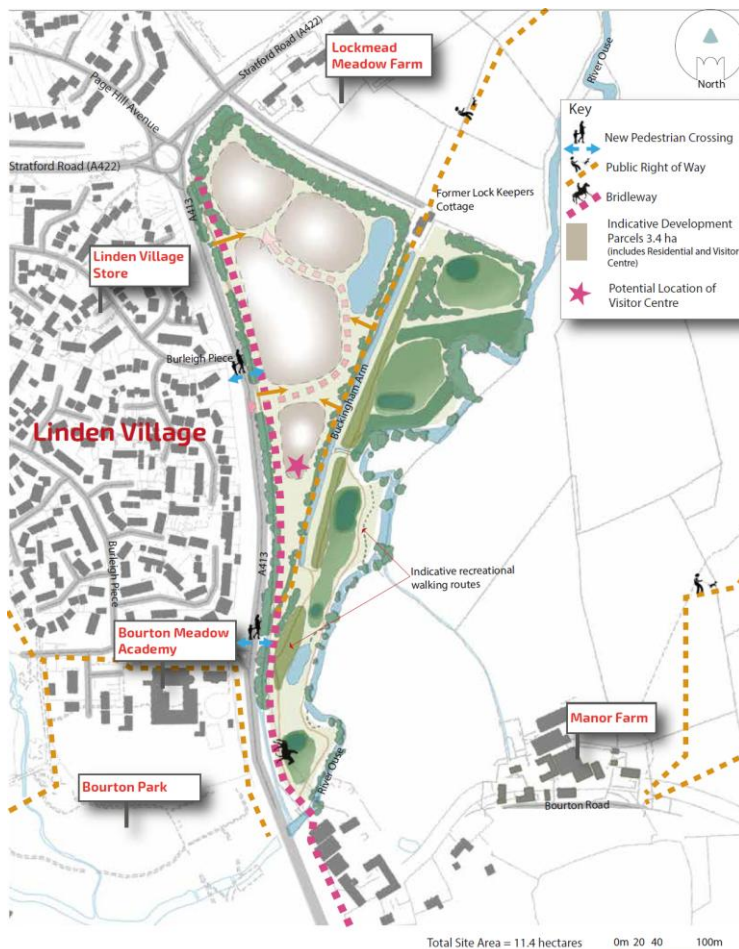 Lockmead
Meadow Farm
Stratford Road (A422)
Page Hill Avenue
Stratford Road (A422)
River Ouse
North
Key
New Pedestrian Crossing
Public Right of Way
Bridleway
Indicative Development
Parcels 3.4 ha
(includes Residential and Visitor
Centre)
Potential Location of
Visitor Centre
A413
Former Lock Keepers
Cottage
Linden Village
Store
Burleigh Piece
Buckingham Arm
Linden Village
A413
Burleigh Piece
Indicative recreational
walking routes
Bourton Meadow
Academy
Manor Farm
Bourton Park
River Ouse
Bourton Road
Total Site Area = 11.4 hectares
0m 20 40 100m